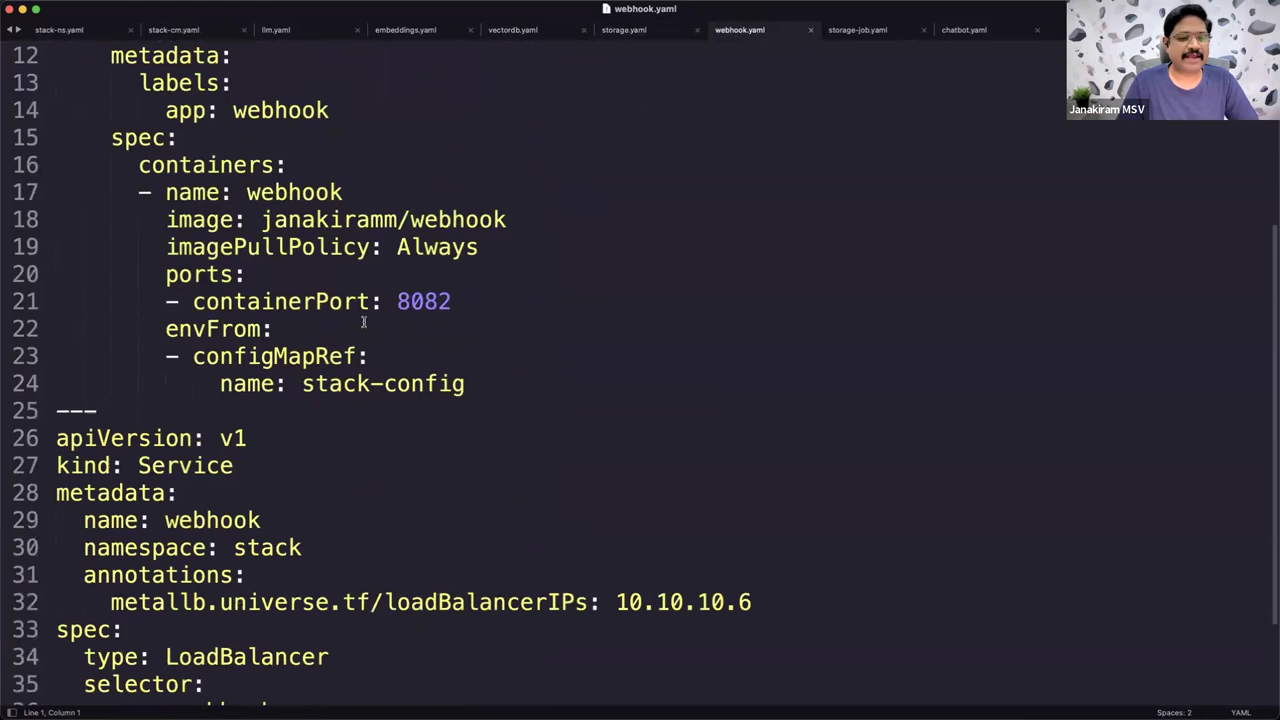 webhook.yaml
stack-ns.yaml × stack-cm.yaml × llm.yaml × embeddings.yaml × vectordb.yaml × storage.yaml × webhook.yaml × storage-job.yaml × chatbot.yaml ×
12 metadata:
13 labels:
14 app: webhook
15 spec:
16 containers:
17 - name: webhook
18 image: janakiramm/webhook
19 imagePullPolicy: Always
20 ports:
21 - containerPort: 8082
22 envFrom:
23 - configMapRef:
24 name: stack-config
25 ---
26 apiVersion: v1
27 kind: Service
28 metadata:
29 name: webhook
30 namespace: stack
31 annotations:
32 metallb.universe.tf/loadBalancerIPs: 10.10.10.6
33 spec:
34 type: LoadBalancer
35 selector:
Janakiram MSV
Line 1, Column 1 Spaces: 2 YAML